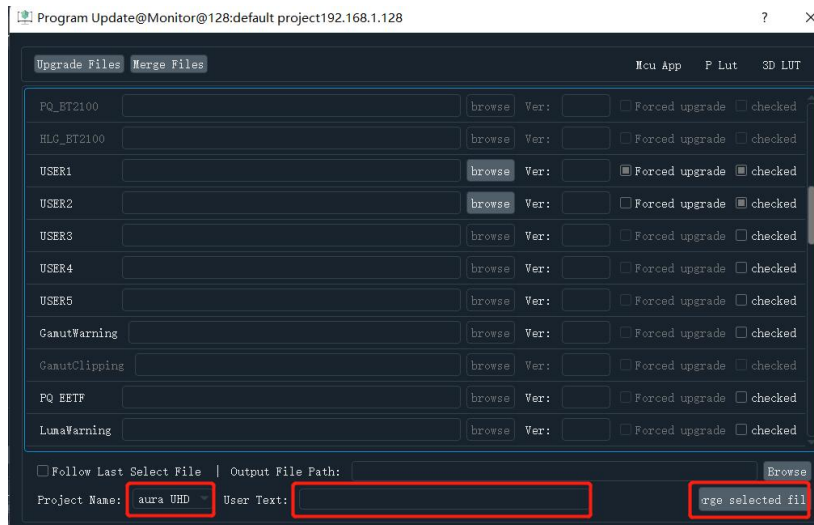 Program Update@Monitor@128:default project192.168.1.128 ? ×
Upgrade Files Merge Files Mcu App P Lut 3D LUT
PQ_BT2100 browse Ver: Forced upgrade checked
HLG_BT2100 browse Ver: Forced upgrade checked
USER1 browse Ver: Forced upgrade checked
USER2 browse Ver: Forced upgrade checked
USER3 browse Ver: Forced upgrade checked
USER4 browse Ver: Forced upgrade checked
USER5 browse Ver: Forced upgrade checked
GamutWarning browse Ver: Forced upgrade checked
GamutClipping browse Ver: Forced upgrade checked
PQ EETF browse Ver: Forced upgrade checked
LumaWarning browse Ver: Forced upgrade checked
Follow Last Select File | Output File Path: Browse
Project Name: aura UHD User Text: rge selected fil